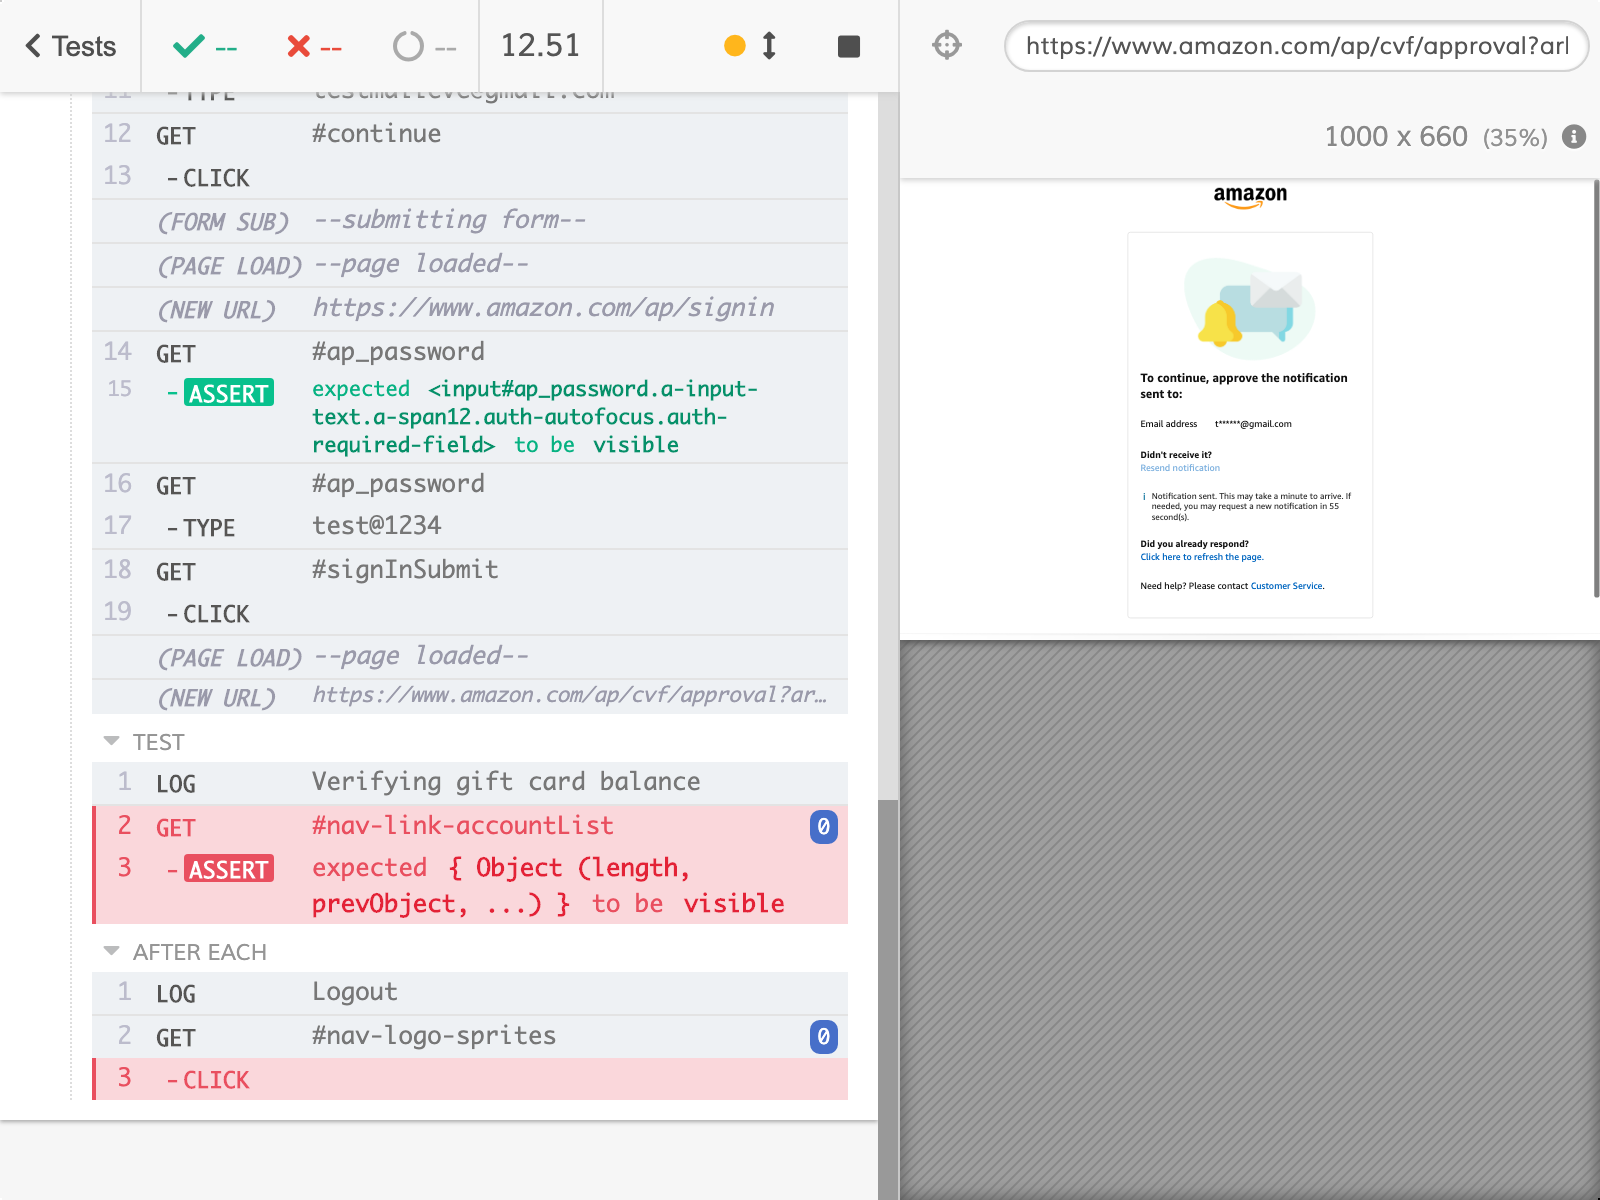 Tests
--
--
--
12.51
https://www.amazon.com/ap/cvf/approval?arl
1000 x 660 (35%)
11 -TYPE testmailcvc@gmail.com
12 GET #continue
13 -CLICK
(FORM SUB) --submitting form--
(PAGE LOAD) --page loaded--
(NEW URL) https://www.amazon.com/ap/signin
14 GET #ap_password
15 -ASSERT expected <input#ap_password.a-input-
text.a-span12.auth-autofocus.auth-
required-field> to be visible
16 GET #ap_password
17 -TYPE test@1234
18 GET #signInSubmit
19 -CLICK
(PAGE LOAD) --page loaded--
(NEW URL) https://www.amazon.com/ap/cvf/approval?ar...
TEST
1 LOG Verifying gift card balance
2 GET #nav-link-accountList 0
3 -ASSERT expected { Object (length,
prevObject, ...) } to be visible
AFTER EACH
1 LOG Logout
2 GET #nav-logo-sprites 0
3 -CLICK
amazon
To continue, approve the notification
sent to:
Email address t******@gmail.com
Didn't receive it?
Resend notification
i Notification sent. This may take a minute to arrive. If
needed, you may request a new notification in 55
second(s).
Did you already respond?
Click here to refresh the page.
Need help? Please contact Customer Service.